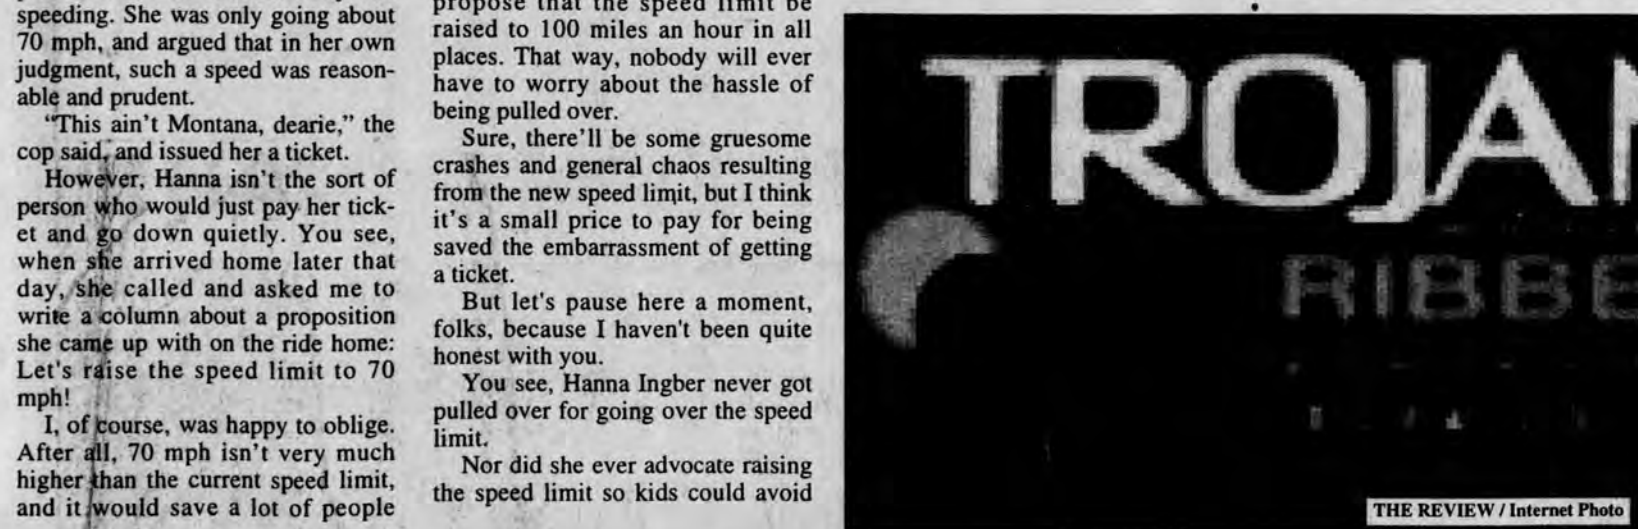 speeding. She was only going about
70 mph, and argued that in her own
judgment, such a speed was reason-
able and prudent.
"This ain't Montana, dearie," the
cop said, and issued her a ticket.
However, Hanna isn't the sort of
person who would just pay her tick-
et and go down quietly. You see,
when she arrived home later that
day, she called and asked me to
write a column about a proposition
she came up with on the ride home:
Let's raise the speed limit to 70
mph!
I, of course, was happy to oblige.
After all, 70 mph isn't very much
higher than the current speed limit,
and it would save a lot of people
propose that the speed limit be
raised to 100 miles an hour in all
places. That way, nobody will ever
have to worry about the hassle of
being pulled over.
Sure, there'll be some gruesome
crashes and general chaos resulting
from the new speed limit, but I think
it's a small price to pay for being
saved the embarrassment of getting
a ticket.
But let's pause here a moment,
folks, because I haven't been quite
honest with you.
You see, Hanna Ingber never got
pulled over for going over the speed
limit.
Nor did she ever advocate raising
the speed limit so kids could avoid
TROJAN
RIBBE
THE REVIEW / Internet Photo